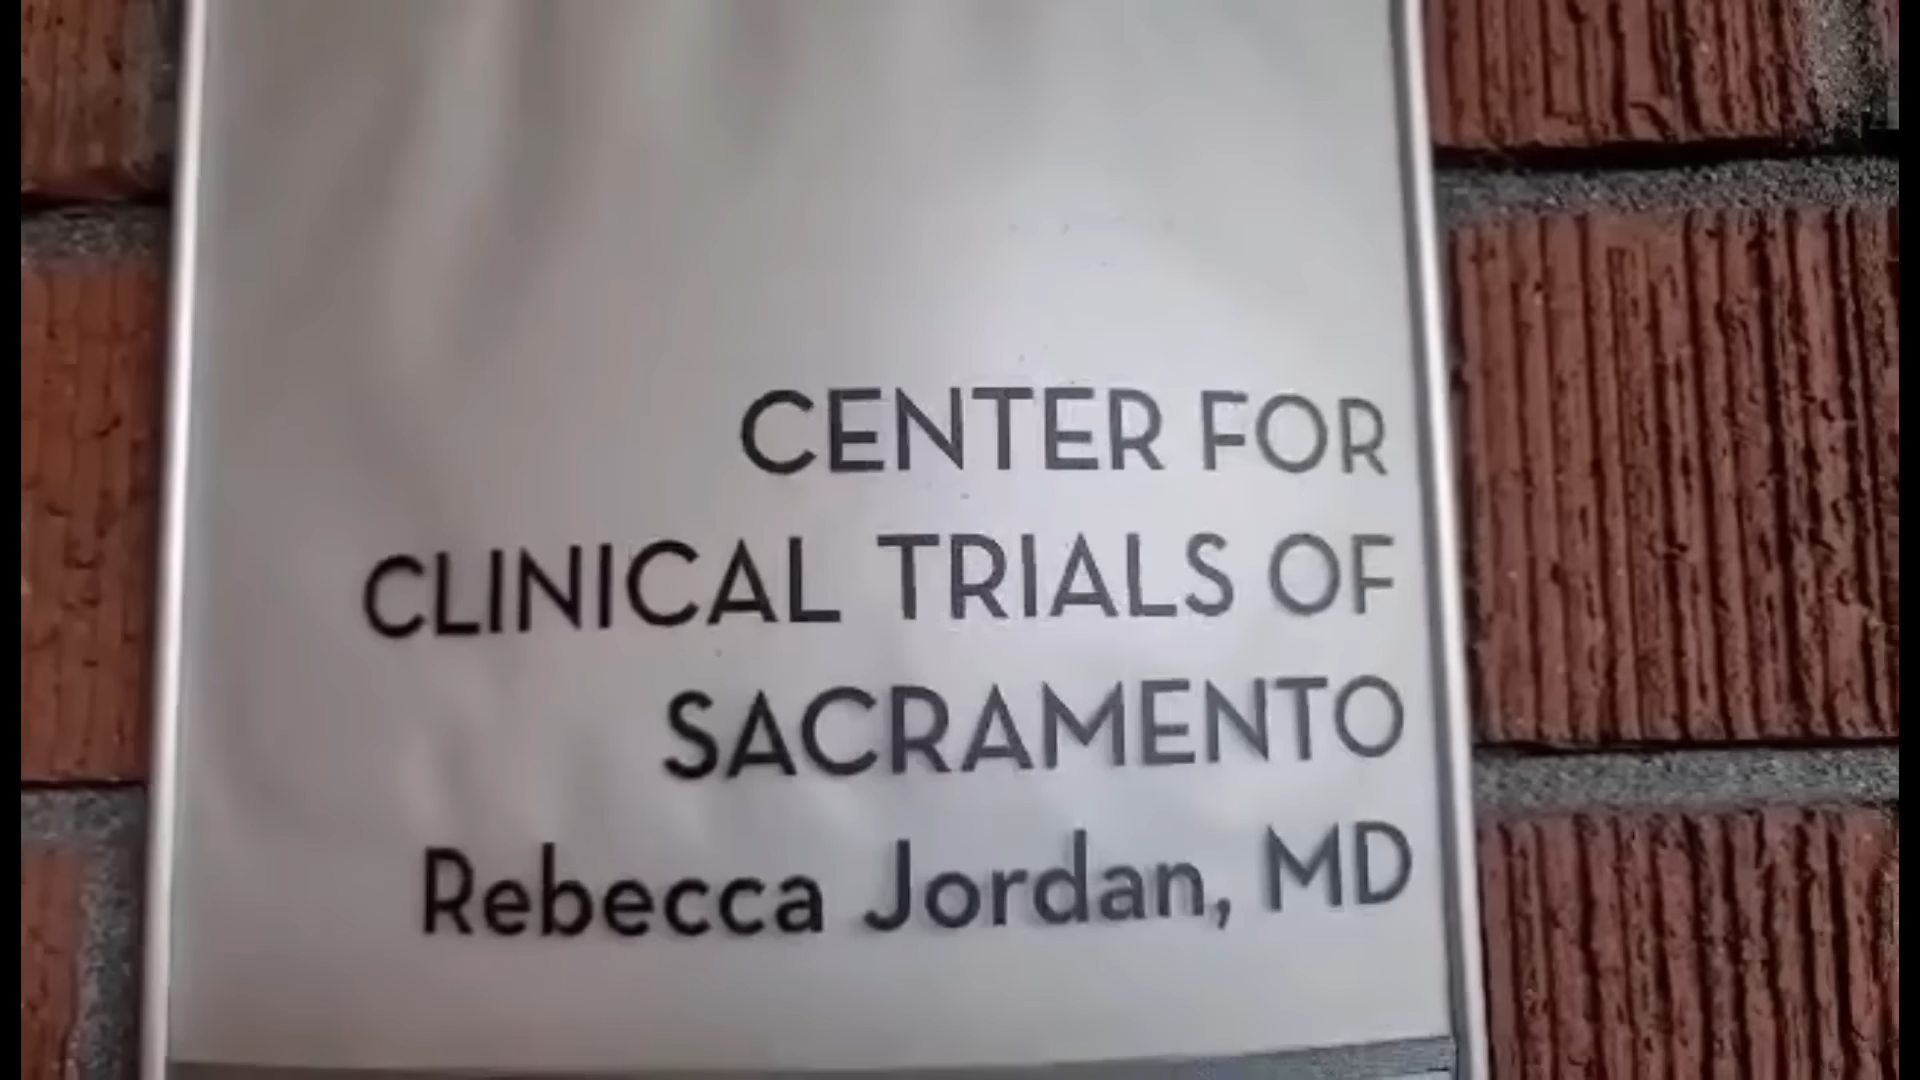 CENTER FOR
CLINICAL TRIALS OF
SACRAMENTO
Rebecca Jordan, MD